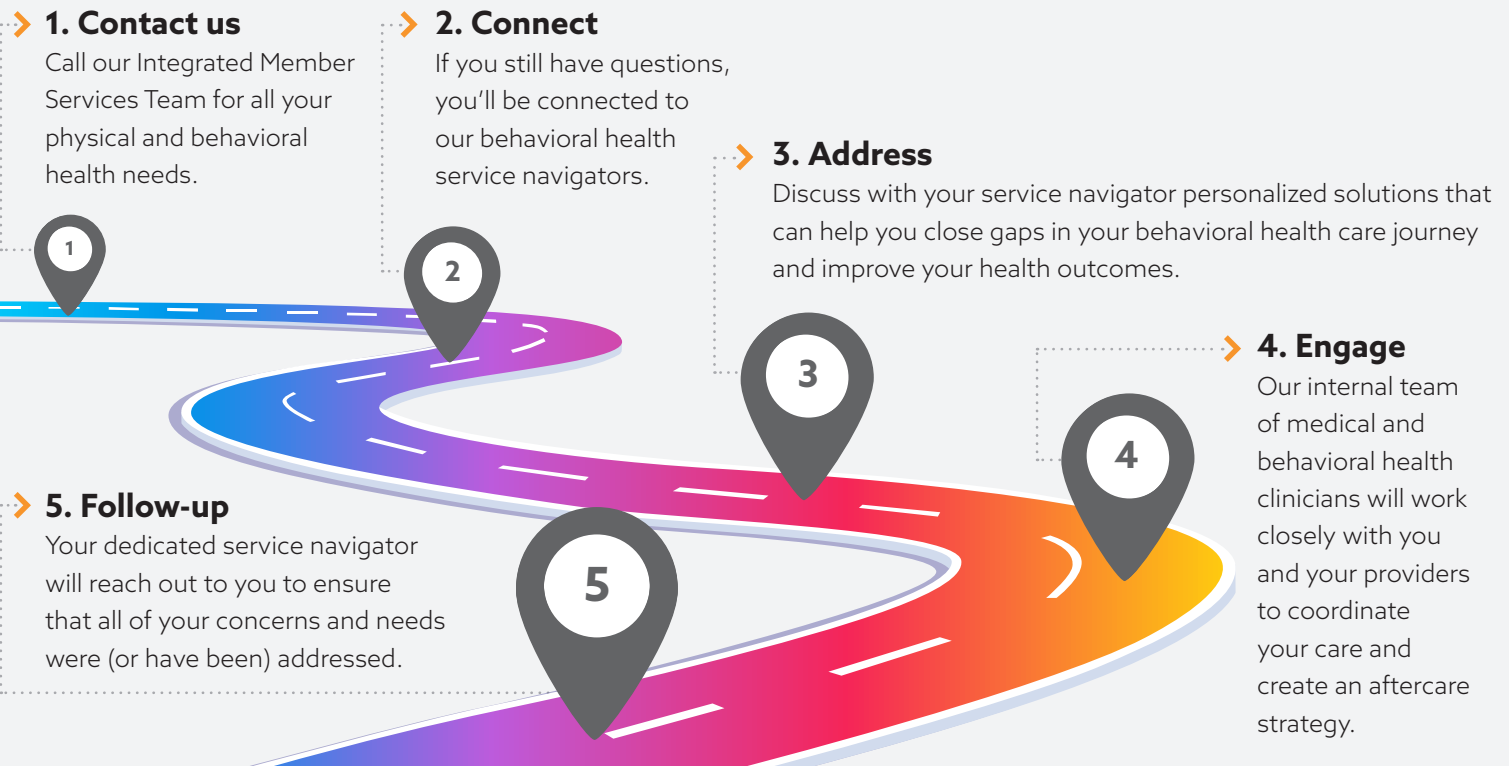 1. Contact us
Call our Integrated Member
Services Team for all your
physical and behavioral
health needs.
2. Connect
If you still have questions,
you'll be connected to
our behavioral health
service navigators.
3. Address
Discuss with your service navigator personalized solutions that
can help you close gaps in your behavioral health care journey
and improve your health outcomes.
4. Engage
Our internal team
of medical and
behavioral health
clinicians will work
closely with you
and your providers
to coordinate
your care and
create an aftercare
strategy.
5. Follow-up
Your dedicated service navigator
will reach out to you to ensure
that all of your concerns and needs
were (or have been) addressed.
1
2
3
4
5